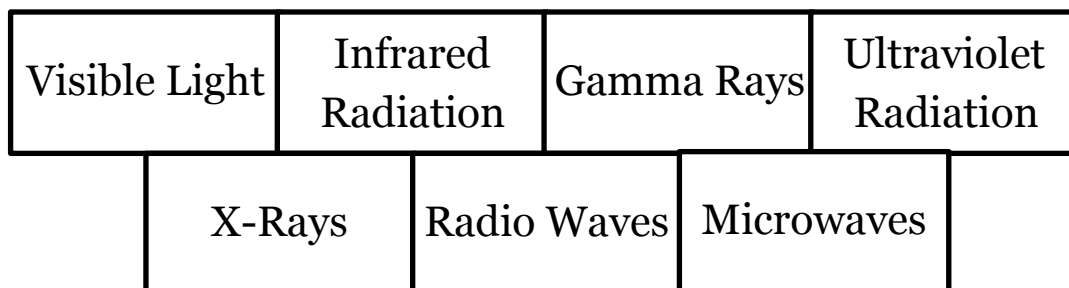 Visible Light
Infrared
Radiation
Gamma Rays
Ultraviolet
Radiation
X-Rays
Radio Waves
Microwaves